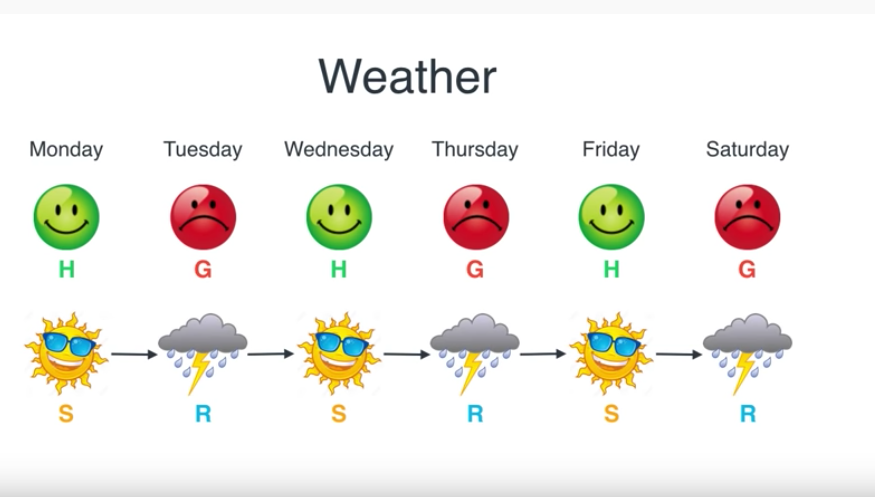 Weather
Monday Tuesday Wednesday Thursday Friday Saturday
H G H G H G
S R S R S R